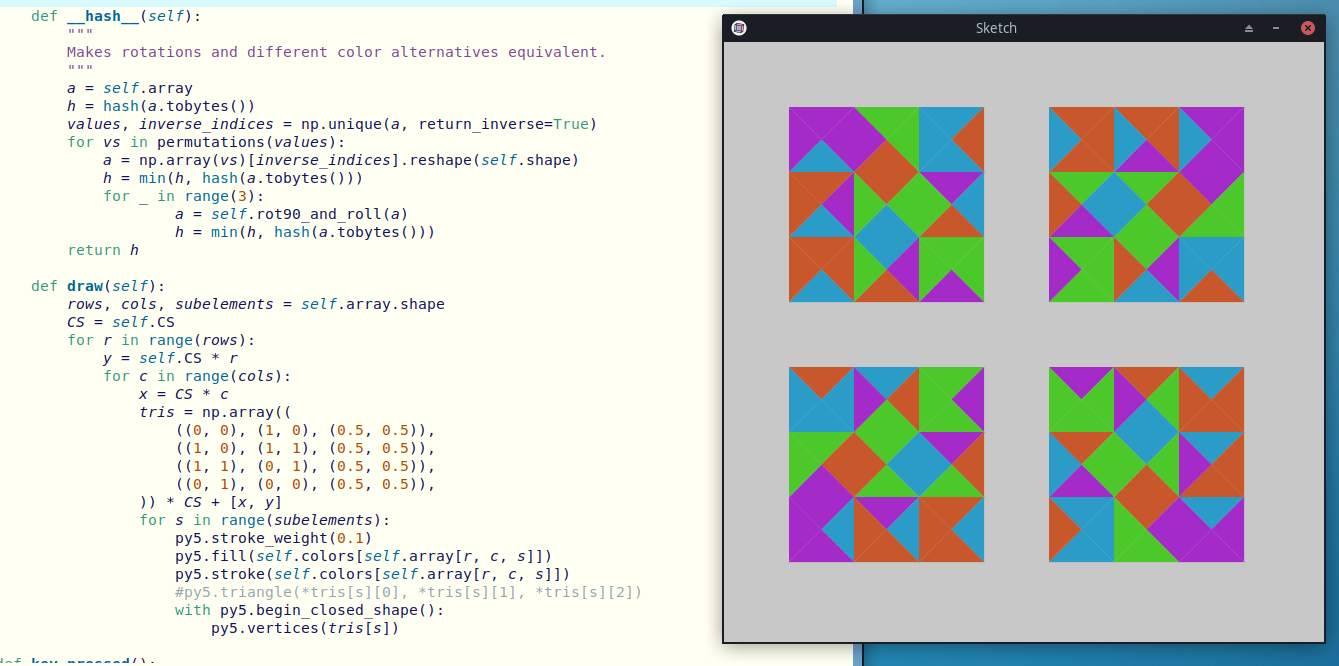 def __hash__(self):
"""
Makes rotations and different color alternatives equivalent.
"""
a = self.array
h = hash(a.tobytes())
values, inverse_indices = np.unique(a, return_inverse=True)
for vs in permutations(values):
a = np.array(vs)[inverse_indices].reshape(self.shape)
h = min(h, hash(a.tobytes()))
for _ in range(3):
a = self.rot90_and_roll(a)
h = min(h, hash(a.tobytes()))
return h
def draw(self):
rows, cols, subelements = self.array.shape
CS = self.CS
for r in range(rows):
y = self.CS * r
for c in range(cols):
x = CS * c
tris = np.array((
((0, 0), (1, 0), (0.5, 0.5)),
((1, 0), (1, 1), (0.5, 0.5)),
((1, 1), (0, 1), (0.5, 0.5)),
((0, 1), (0, 0), (0.5, 0.5)),
)) * CS + [x, y]
for s in range(subelements):
py5.stroke_weight(0.1)
py5.fill(self.colors[self.array[r, c, s]])
py5.stroke(self.colors[self.array[r, c, s]])
#py5.triangle(*tris[s][0], *tris[s][1], *tris[s][2])
with py5.begin_closed_shape():
py5.vertices(tris[s])
def key_pressed():
Sketch